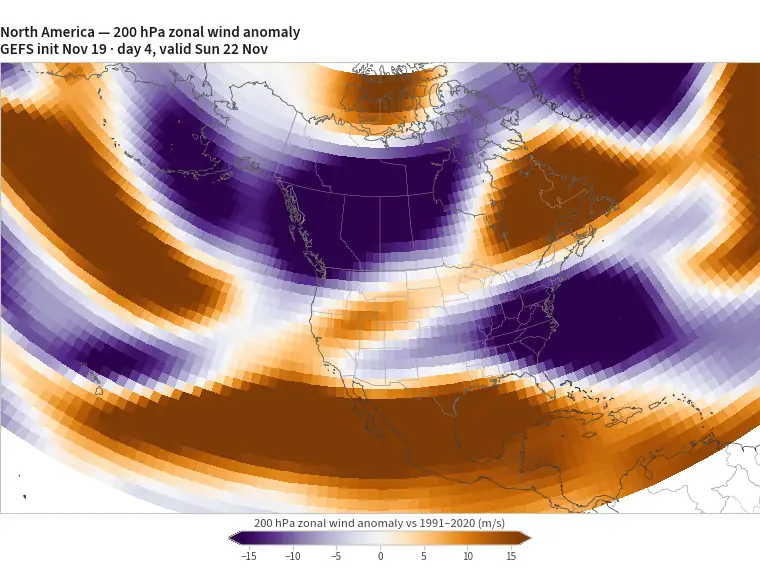 North America — 200 hPa zonal wind anomaly
GEFS init Nov 19 · day 4, valid Sun 22 Nov
200 hPa zonal wind anomaly vs 1991–2020 (m/s)
−15 −10 −5 0 5 10 15